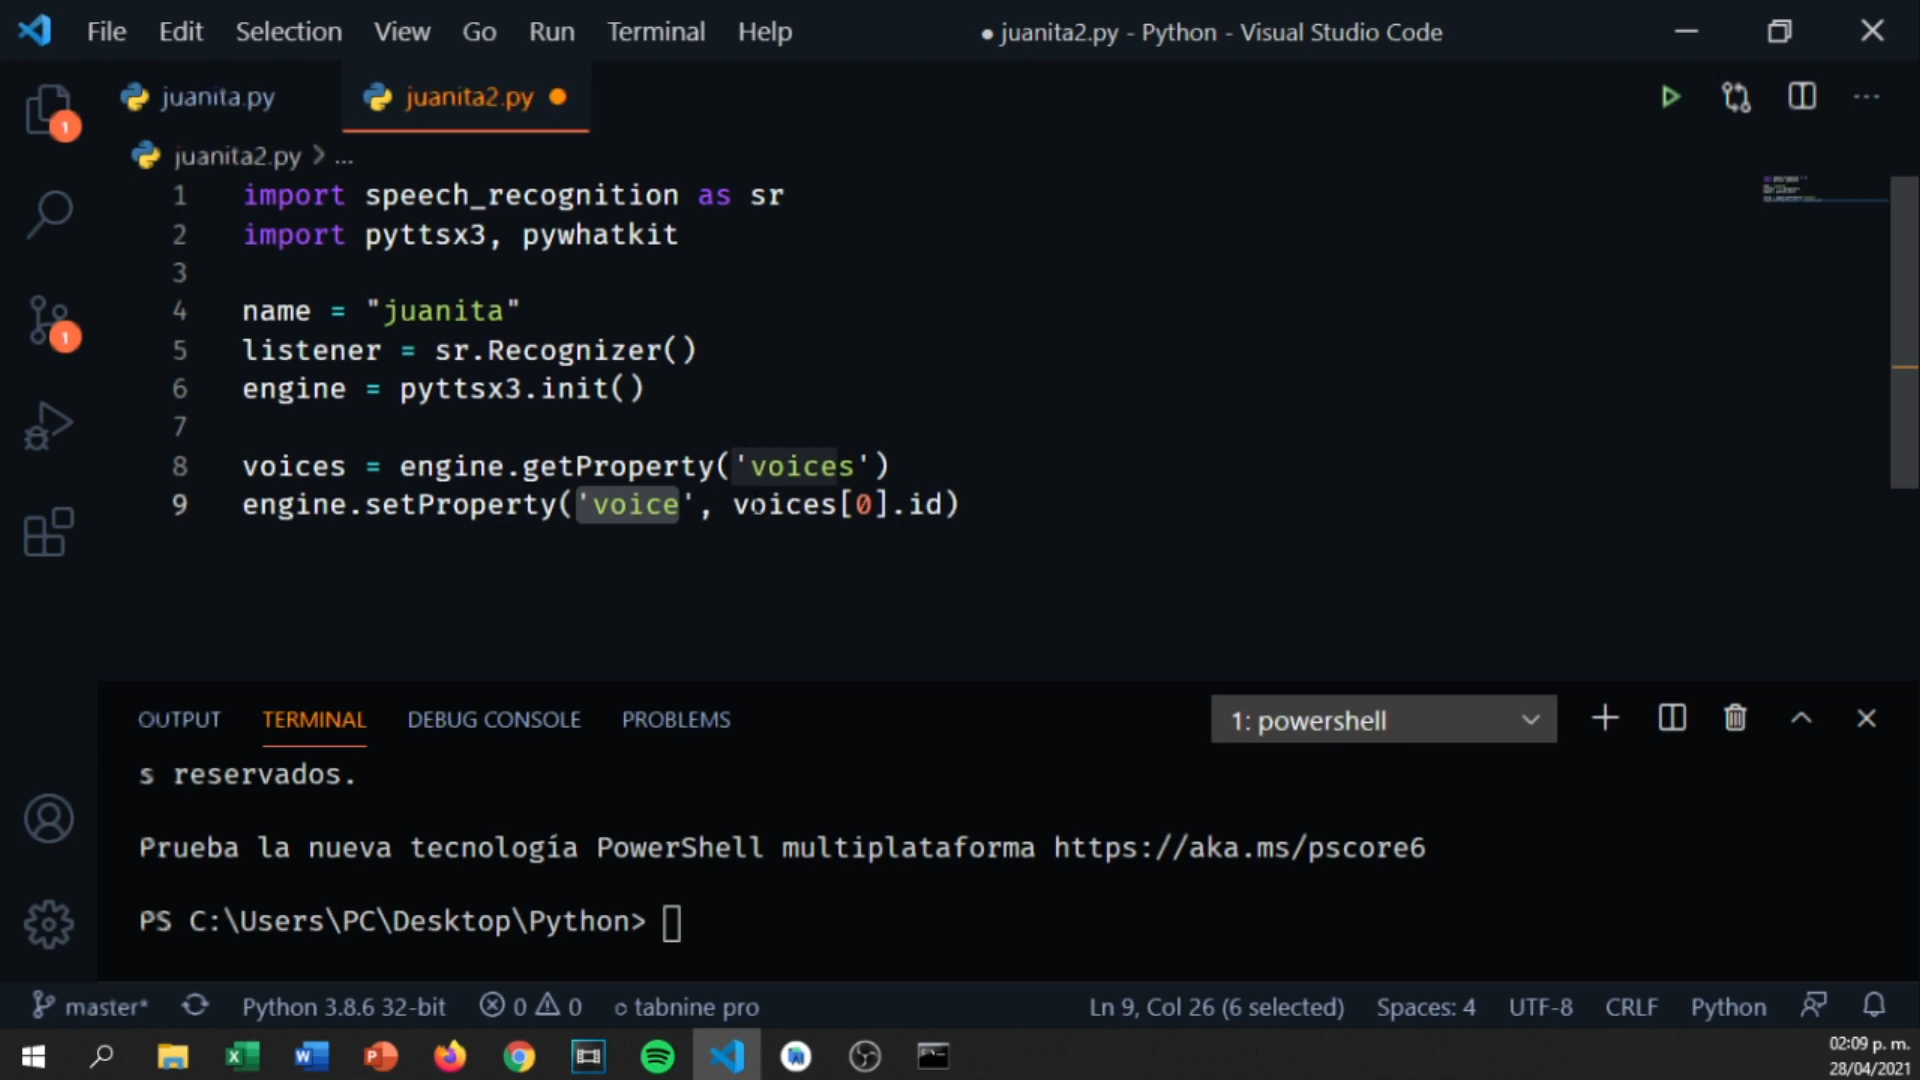 File Edit Selection View Go Run Terminal Help ● juanita2.py - Python - Visual Studio Code
juanita.py juanita2.py
juanita2.py > ...
1 import speech_recognition as sr
2 import pyttsx3, pywhatkit
3
4 name = "juanita"
5 listener = sr.Recognizer()
6 engine = pyttsx3.init()
7
8 voices = engine.getProperty('voices')
9 engine.setProperty('voice', voices[0].id)
1
1
OUTPUT TERMINAL DEBUG CONSOLE PROBLEMS 1: powershell
s reservados.
Prueba la nueva tecnología PowerShell multiplataforma https://aka.ms/pscore6
PS C:\Users\PC\Desktop\Python>
master* Python 3.8.6 32-bit 0 0 tabnine pro Ln 9, Col 26 (6 selected) Spaces: 4 UTF-8 CRLF Python
02:09 p. m.
28/04/2021